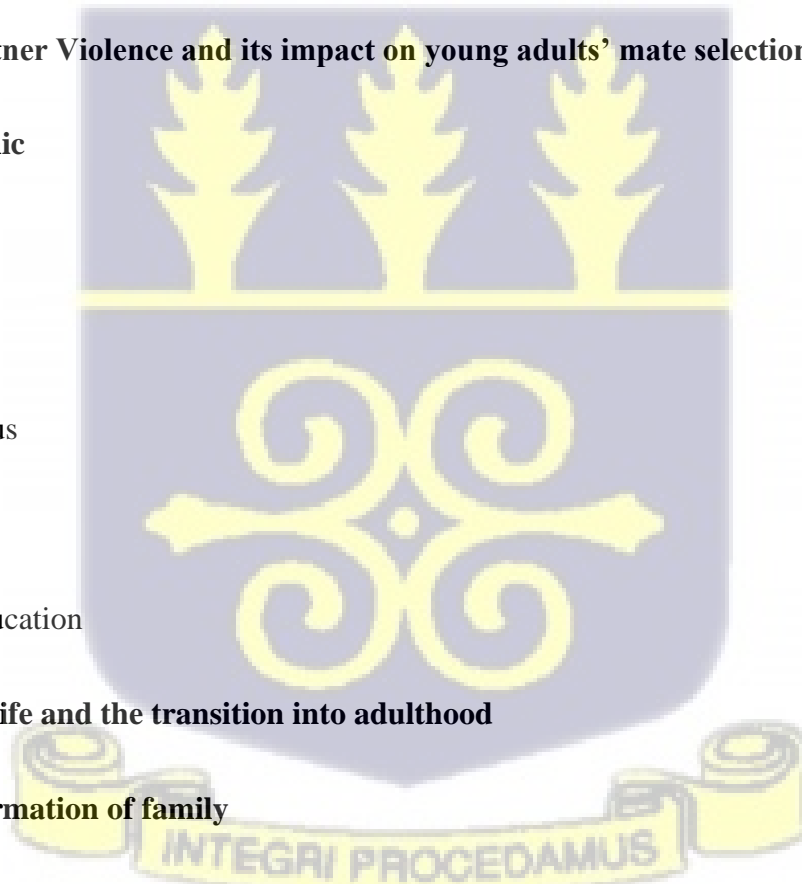 tner Violence and its impact on young adults’ mate selection
ic
us
ucation
ife and the transition into adulthood
rmation of family
INTEGRI PROCEDAMUS